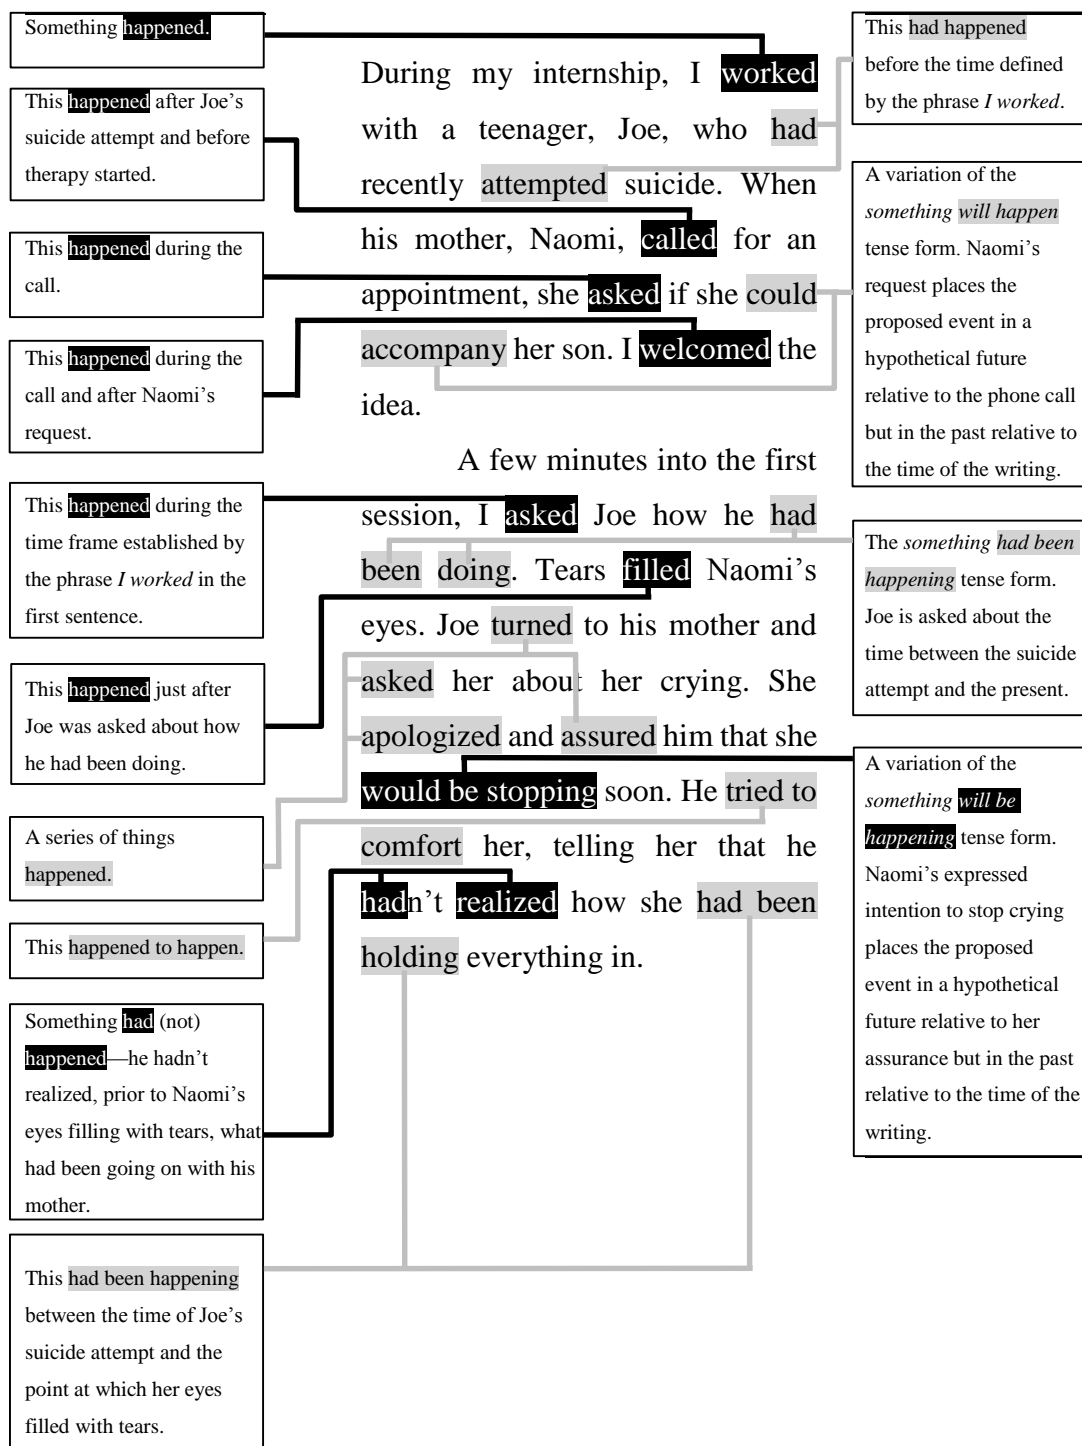 Something happened.
This happened after Joe’s
suicide attempt and before
therapy started.
This happened during the
call.
This happened during the
call and after Naomi’s
request.
This happened during the
time frame established by
the phrase I worked in the
first sentence.
This happened just after
Joe was asked about how
he had been doing.
A series of things
happened.
This happened to happen.
Something had (not)
happened—he hadn’t
realized, prior to Naomi’s
eyes filling with tears, what
had been going on with his
mother.
This had been happening
between the time of Joe’s
suicide attempt and the
point at which her eyes
filled with tears.
During my internship, I worked
with a teenager, Joe, who had
recently attempted suicide. When
his mother, Naomi, called for an
appointment, she asked if she could
accompany her son. I welcomed the
idea.
A few minutes into the first
session, I asked Joe how he had
been doing. Tears filled Naomi’s
eyes. Joe turned to his mother and
asked her about her crying. She
apologized and assured him that she
would be stopping soon. He tried to
comfort her, telling her that he
hadn’t realized how she had been
holding everything in.
This had happened
before the time defined
by the phrase I worked.
A variation of the
something will happen
tense form. Naomi’s
request places the
proposed event in a
hypothetical future
relative to the phone call
but in the past relative to
the time of the writing.
The something had been
happening tense form.
Joe is asked about the
time between the suicide
attempt and the present.
A variation of the
something will be
happening tense form.
Naomi’s expressed
intention to stop crying
places the proposed
event in a hypothetical
future relative to her
assurance but in the past
relative to the time of the
writing.